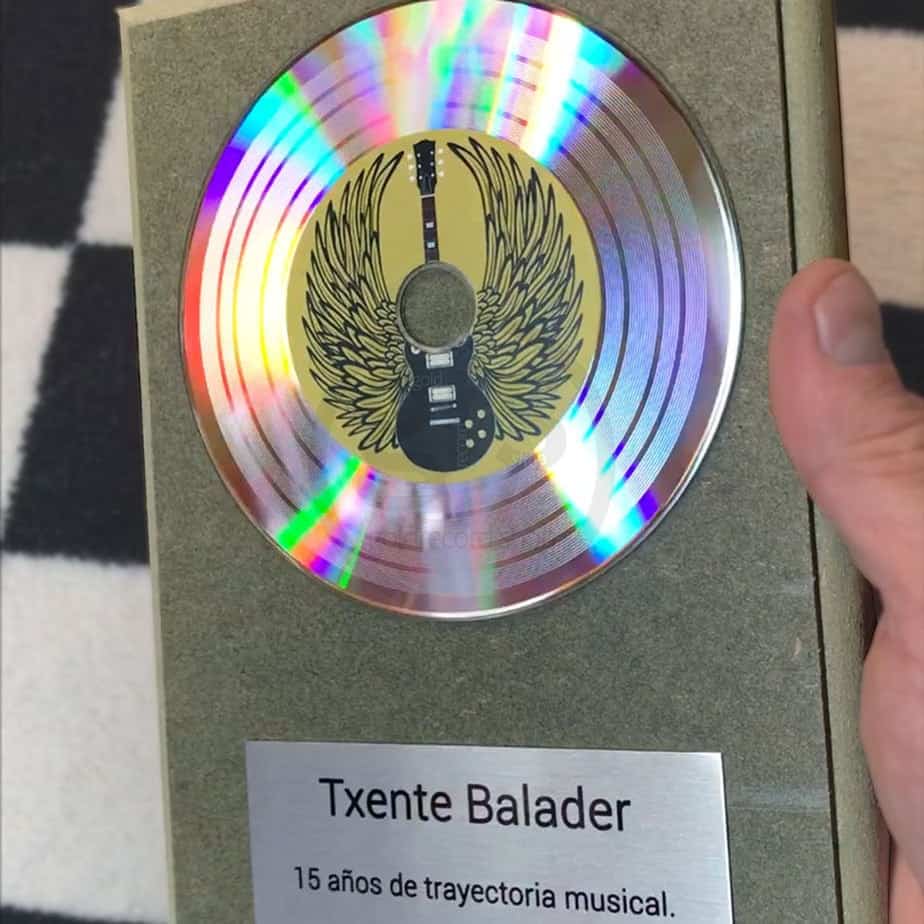 Txente Balader
15 años de trayectoria musical.